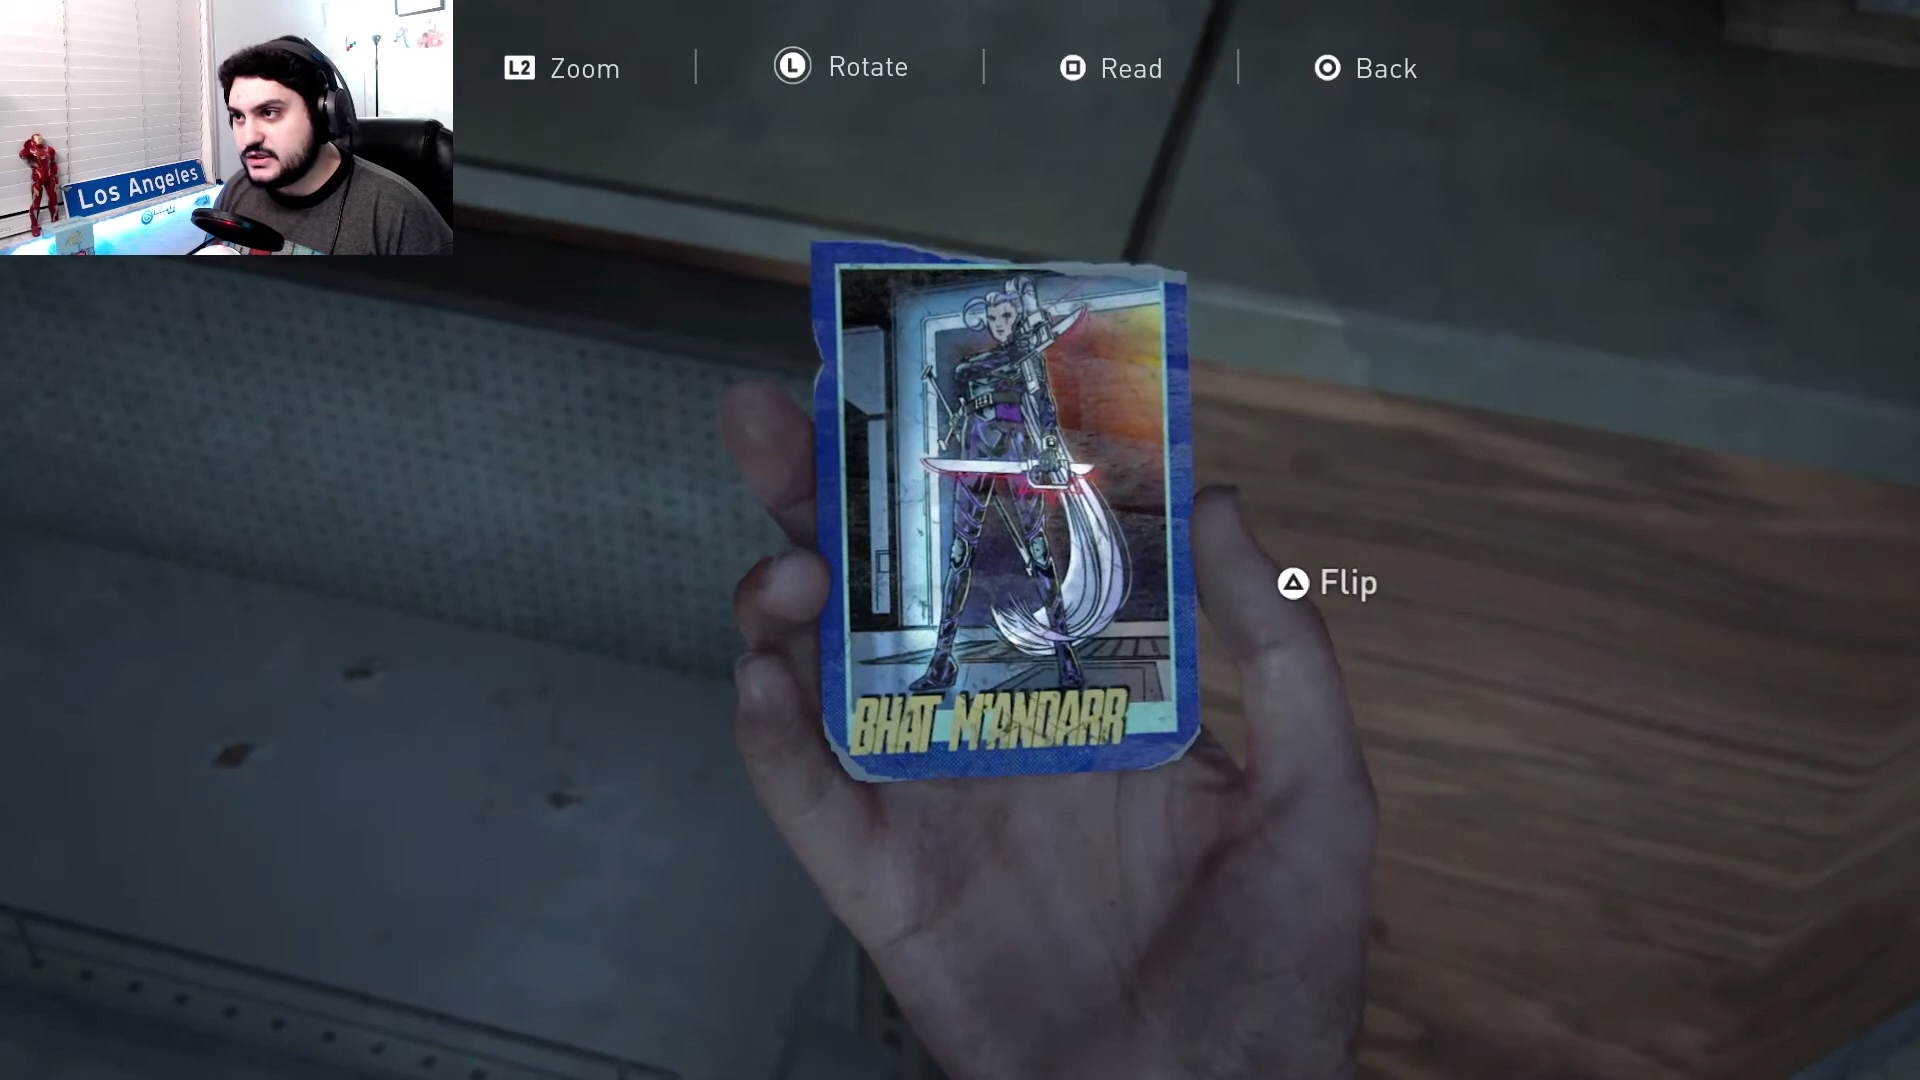 L2 Zoom
L Rotate
Read
Back
Los Angeles
Flip
BHAT M'ANDARR